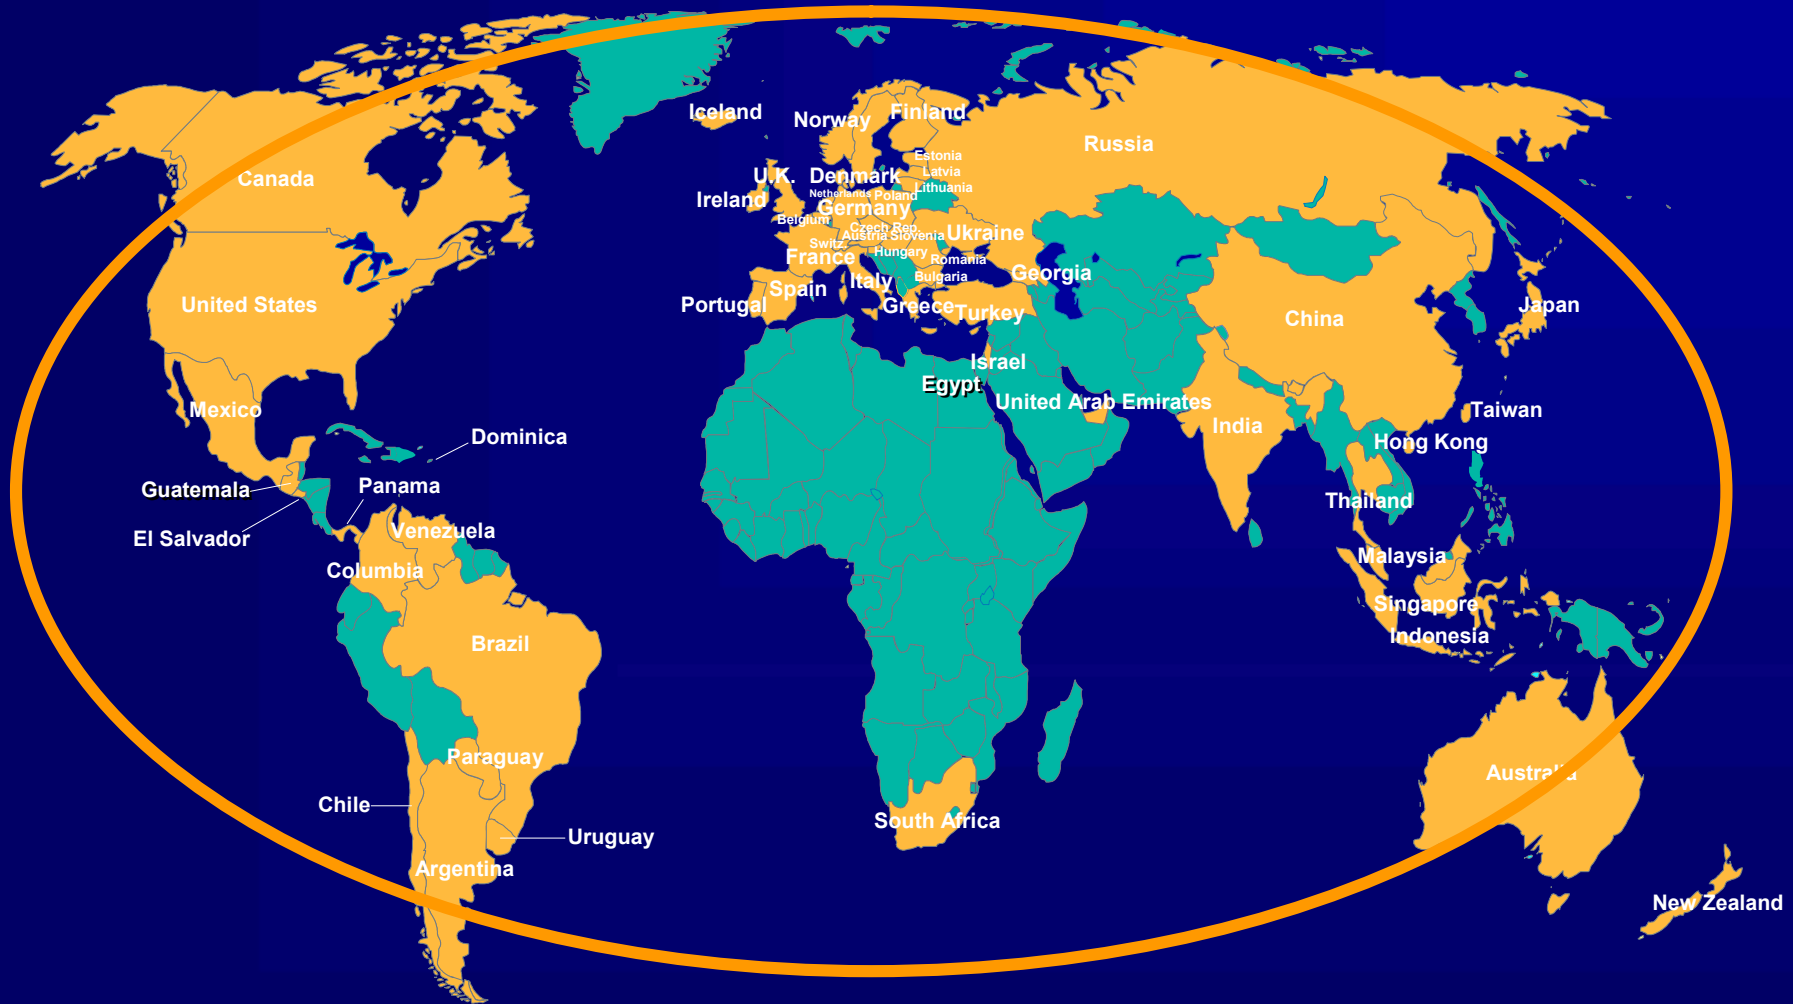 Iceland
Norway
Finland
Russia
Estonia
Latvia
Lithuania
Canada
U.K.
Denmark
Ireland
Netherlands
Poland
Germany
Belgium
Czech Rep.
Austria
Slovenia
Ukraine
Switz.
Hungary
France
Romania
Bulgaria
Georgia
Italy
Spain
Portugal
Greece
Turkey
United States
China
Japan
Israel
Egypt
United Arab Emirates
India
Mexico
Taiwan
Dominica
Hong Kong
Guatemala
Panama
Thailand
El Salvador
Venezuela
Malaysia
Columbia
Singapore
Indonesia
Brazil
Paraguay
Australia
Chile
South Africa
Uruguay
Argentina
New Zealand